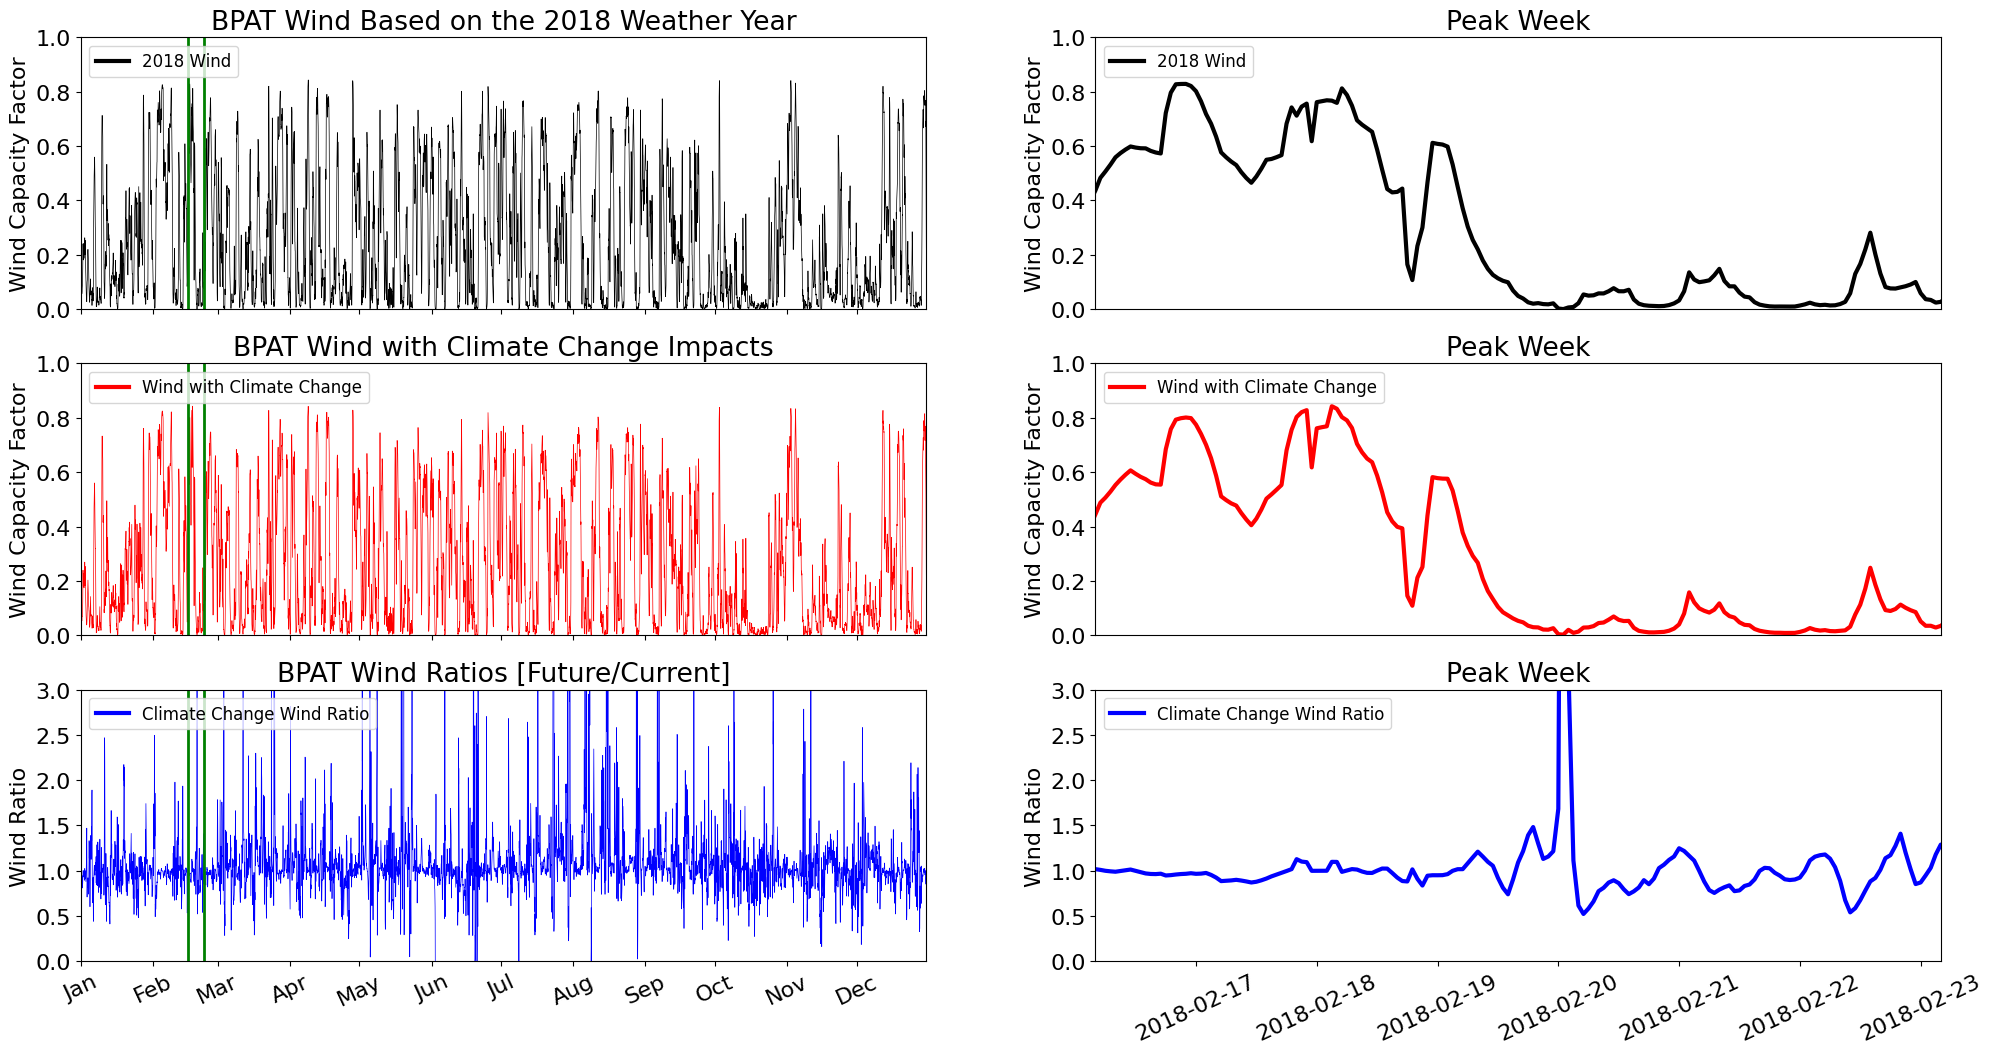 BPAT Wind Based on the 2018 Weather Year
Wind Capacity Factor
1.0
0.8
0.6
0.4
0.2
0.0
2018 Wind
Peak Week
Wind Capacity Factor
1.0
0.8
0.6
0.4
0.2
0.0
2018 Wind
BPAT Wind with Climate Change Impacts
Wind Capacity Factor
1.0
0.8
0.6
0.4
0.2
0.0
Wind with Climate Change
Peak Week
Wind Capacity Factor
1.0
0.8
0.6
0.4
0.2
0.0
Wind with Climate Change
BPAT Wind Ratios [Future/Current]
Wind Ratio
3.0
2.5
2.0
1.5
1.0
0.5
0.0
Climate Change Wind Ratio
Jan Feb Mar Apr May Jun Jul Aug Sep Oct Nov Dec
Peak Week
Wind Ratio
3.0
2.5
2.0
1.5
1.0
0.5
0.0
Climate Change Wind Ratio
2018-02-17 2018-02-18 2018-02-19 2018-02-20 2018-02-21 2018-02-22 2018-02-23